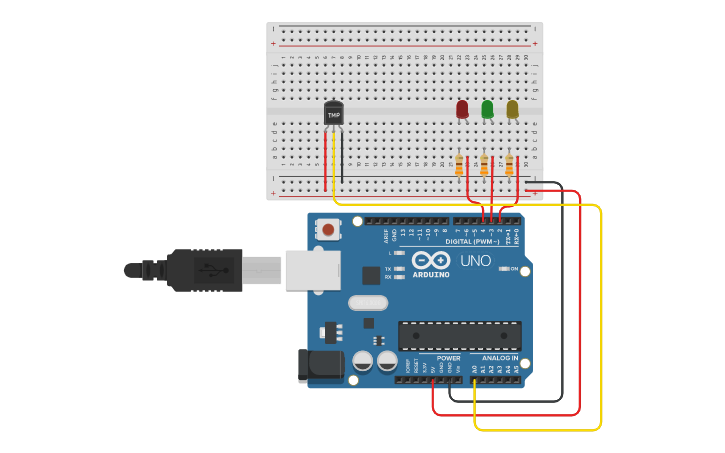 TMP
AREF
GND
13
12
~11
~10
~9
8
7
~6
~5
4
~3
2
TX→1
RX←0
DIGITAL (PWM ~)
L
TX
RX
ARDUINO
UNO
ON
POWER
ANALOG IN
IOREF
RESET
3.3V
5V
GND
GND
Vin
A0
A1
A2
A3
A4
A5